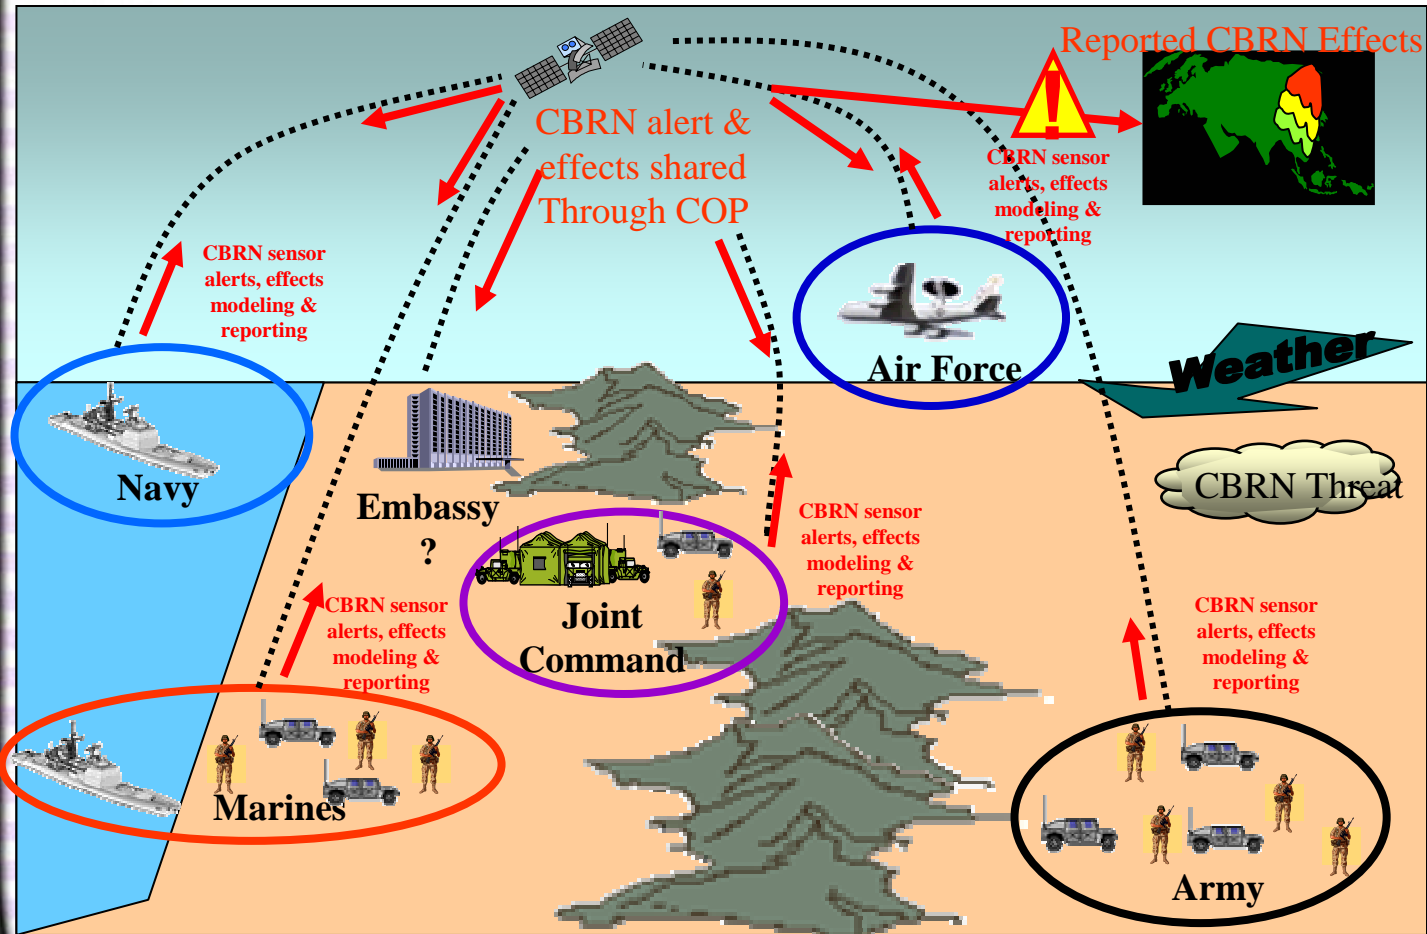 Reported CBRN Effects
CBRN alert &
effects shared
Through COP
CBRN sensor
alerts, effects
modeling &
reporting
CBRN sensor
alerts, effects
modeling &
reporting
Air Force
Weather
Navy
Embassy
?
CBRN Threat
CBRN sensor
alerts, effects
modeling &
reporting
Joint
Command
CBRN sensor
alerts, effects
modeling &
reporting
CBRN sensor
alerts, effects
modeling &
reporting
Marines
Army